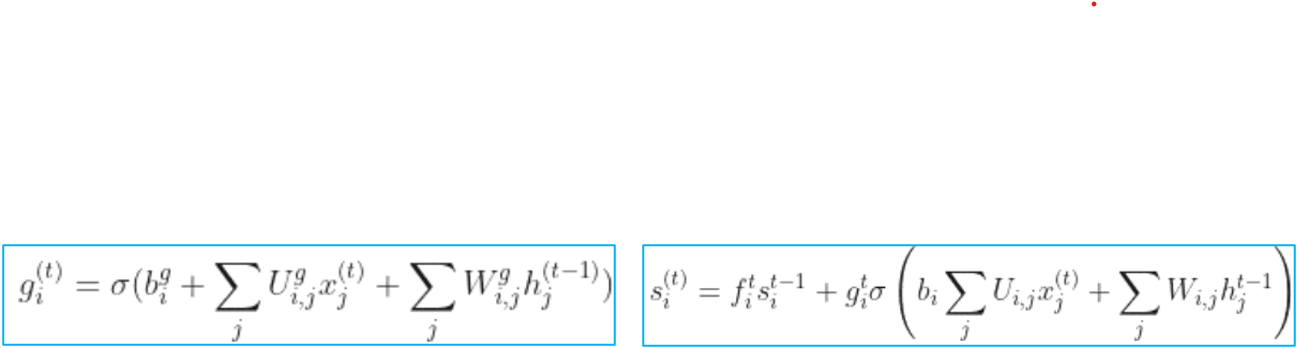 $g_i^{(t)} = \sigma(b_i^g + \sum_j U_{i,j}^g x_j^{(t)} + \sum_j W_{i,j}^g h_j^{(t-1)})$
$s_i^{(t)} = f_i^t s_i^{t-1} + g_i^t \sigma \left( b_i \sum_j U_{i,j} x_j^{(t)} + \sum_j W_{i,j} h_j^{t-1} \right)$